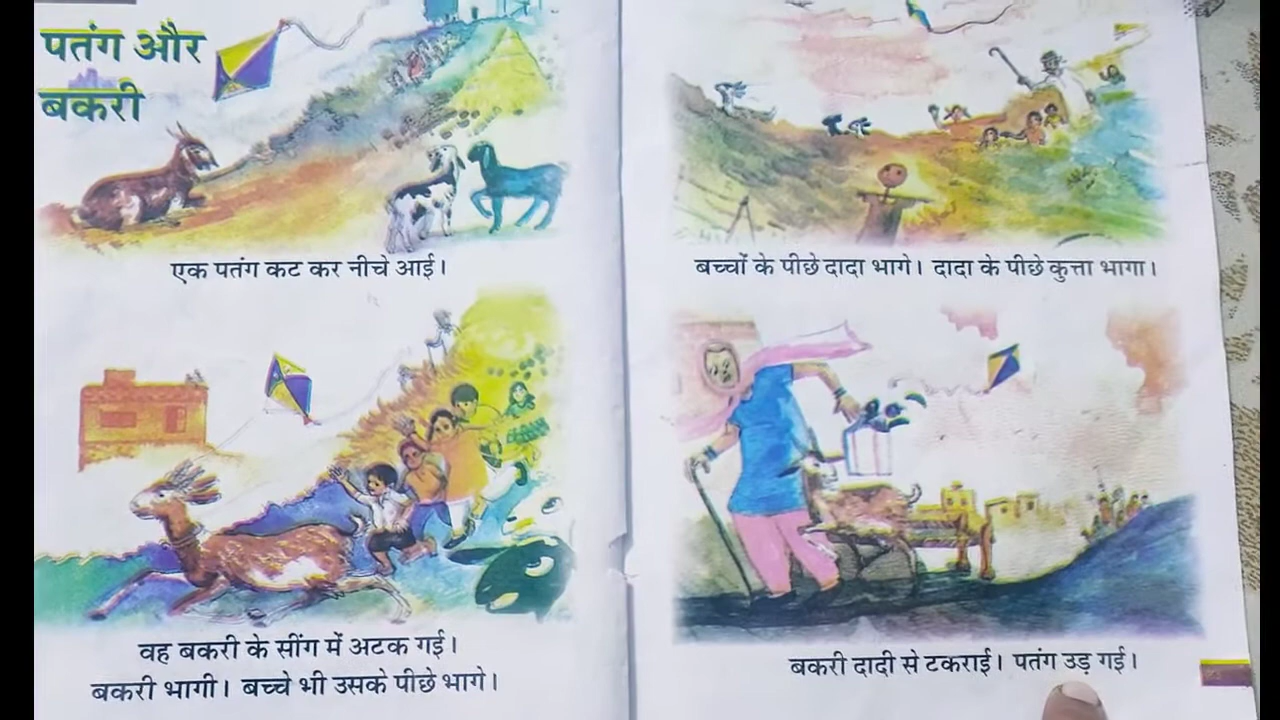 पतंग और
बकरी
एक पतंग कट कर नीचे आई।
वह बकरी के सींग में अटक गई।
बकरी भागी। बच्चे भी उसके पीछे भागे।
बच्चों के पीछे दादा भागे। दादा के पीछे कुत्ता भागा।
बकरी दादी से टकराई। पतंग उड़ गई।